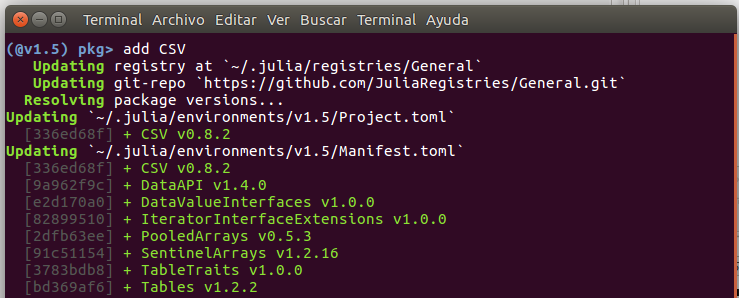 Terminal Archivo Editar Ver Buscar Terminal Ayuda
(@v1.5) pkg> add CSV
Updating registry at `~/.julia/registries/General`
Updating git-repo `https://github.com/JuliaRegistries/General.git`
Resolving package versions...
Updating `~/.julia/environments/v1.5/Project.toml`
[336ed68f] + CSV v0.8.2
Updating `~/.julia/environments/v1.5/Manifest.toml`
[336ed68f] + CSV v0.8.2
[9a962f9c] + DataAPI v1.4.0
[e2d170a0] + DataValueInterfaces v1.0.0
[82899510] + IteratorInterfaceExtensions v1.0.0
[2dfb63ee] + PooledArrays v0.5.3
[91c51154] + SentinelArrays v1.2.16
[3783bdb8] + TableTraits v1.0.0
[bd369af6] + Tables v1.2.2